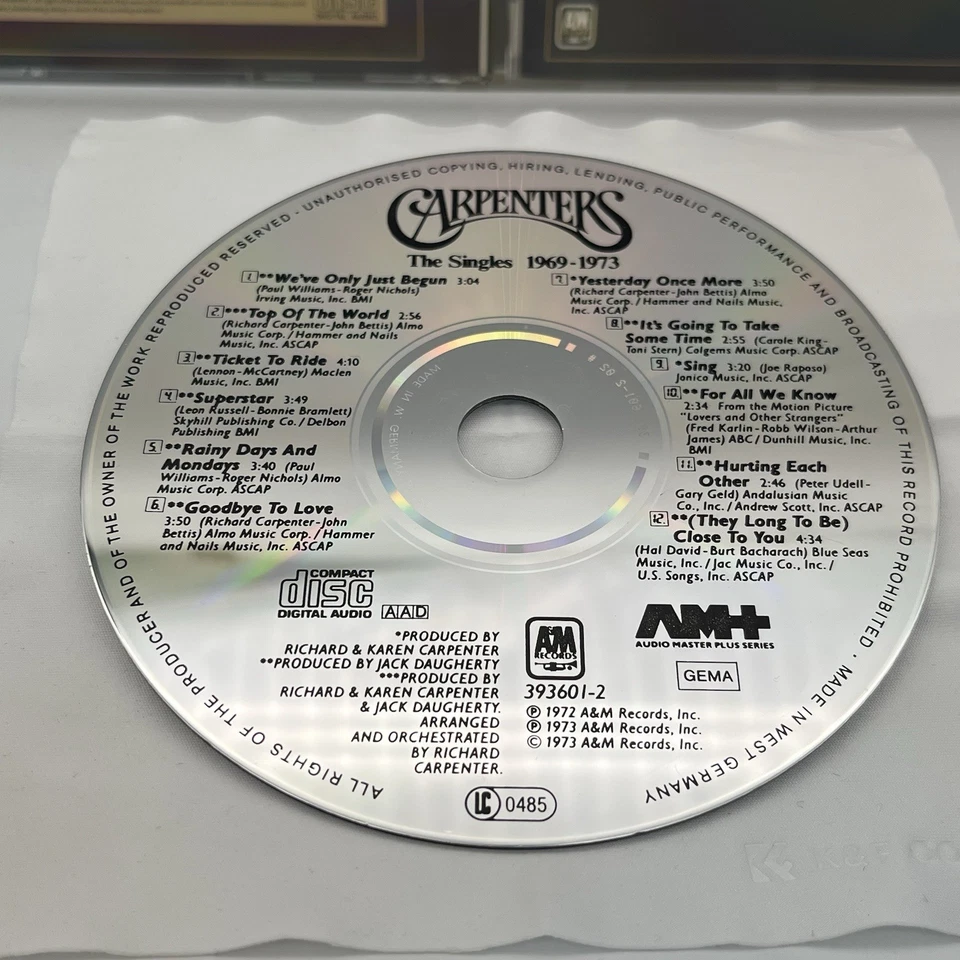 DIGITAL AUDIO
A&M
CARPENTERS
The Singles 1969-1973
1. **We've Only Just Begun 3:04
(Paul Williams-Roger Nichols)
Irving Music, Inc. BMI
2. ***Top Of The World 2:56
(Richard Carpenter-John Bettis) Almo
Music Corp./Hammer and Nails
Music, Inc. ASCAP
3. **Ticket To Ride 4:10
(Lennon-McCartney) Maclen
Music, Inc. BMI
4. **Superstar 3:49
(Leon Russell-Bonnie Bramlett)
Skyhill Publishing Co./Delbon
Publishing BMI
5. **Rainy Days And
Mondays 3:40 (Paul
Williams-Roger Nichols) Almo
Music Corp. ASCAP
6. **Goodbye To Love
3:50 (Richard Carpenter-John
Bettis) Almo Music Corp./Hammer
and Nails Music, Inc. ASCAP
7. *Yesterday Once More 3:50
(Richard Carpenter-John Bettis) Almo
Music Corp./Hammer and Nails Music,
Inc. ASCAP
8. **It's Going To Take
Some Time 2:55 (Carole King-
Toni Stern) Colgems Music Corp. ASCAP
9. *Sing 3:20 (Joe Raposo)
Jonico Music, Inc. ASCAP
10. **For All We Know
2:34 From the Motion Picture
"Lovers and Other Strangers"
(Fred Karlin-Robb Wilson-Arthur
James) ABC/Dunhill Music, Inc.
BMI
11. **Hurting Each
Other 2:46 (Peter Udell-
Gary Geld) Andalusian Music
Co., Inc./Andrew Scott, Inc. ASCAP
12. **(They Long To Be)
Close To You 4:34
(Hal David-Burt Bacharach) Blue Seas
Music, Inc./Jac Music Co., Inc./
U.S. Songs, Inc. ASCAP
COMPACT
disc
DIGITAL AUDIO AAD
*PRODUCED BY
RICHARD & KAREN CARPENTER
**PRODUCED BY JACK DAUGHERTY
***PRODUCED BY
RICHARD & KAREN CARPENTER
& JACK DAUGHERTY.
ARRANGED
AND ORCHESTRATED
BY RICHARD
CARPENTER.
A&M
RECORDS
393601-2
℗ 1972 A&M Records, Inc.
℗ 1973 A&M Records, Inc.
© 1973 A&M Records, Inc.
AM+
AUDIO MASTER PLUS SERIES
GEMA
LC 0485
ALL RIGHTS OF THE PRODUCER AND OF THE OWNER OF THE WORK REPRODUCED RESERVED - UNAUTHORISED COPYING, HIRING, LENDING, PUBLIC PERFORMANCE AND BROADCASTING OF THIS RECORD PROHIBITED. MADE IN WEST GERMANY
MADE IN W. GERMANY